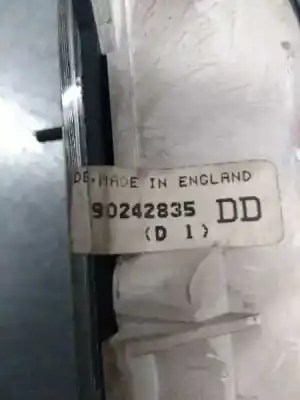 DE. MADE IN ENGLAND
90242835 DD
(D 1)